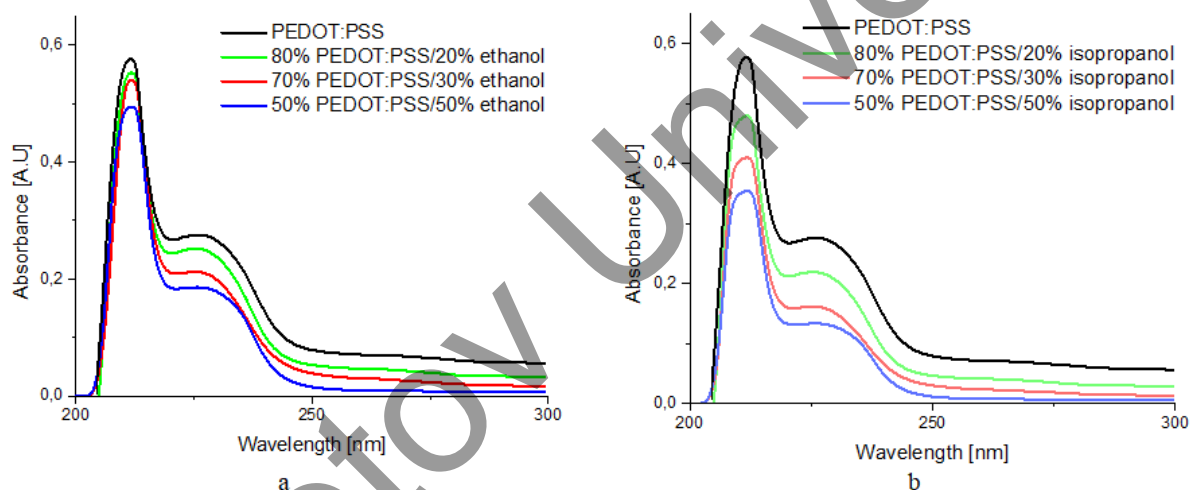 PEDOT:PSS
80% PEDOT:PSS/20% ethanol
70% PEDOT:PSS/30% ethanol
50% PEDOT:PSS/50% ethanol
0,6
0,4
0,2
0,0
Absorbance [A.U]
200
250
300
Wavelength [nm]
a
PEDOT:PSS
80% PEDOT:PSS/20% isopropanol
70% PEDOT:PSS/30% isopropanol
50% PEDOT:PSS/50% isopropanol
0,6
0,4
0,2
0,0
Absorbance [A.U]
200
250
300
Wavelength [nm]
b
tov Unive